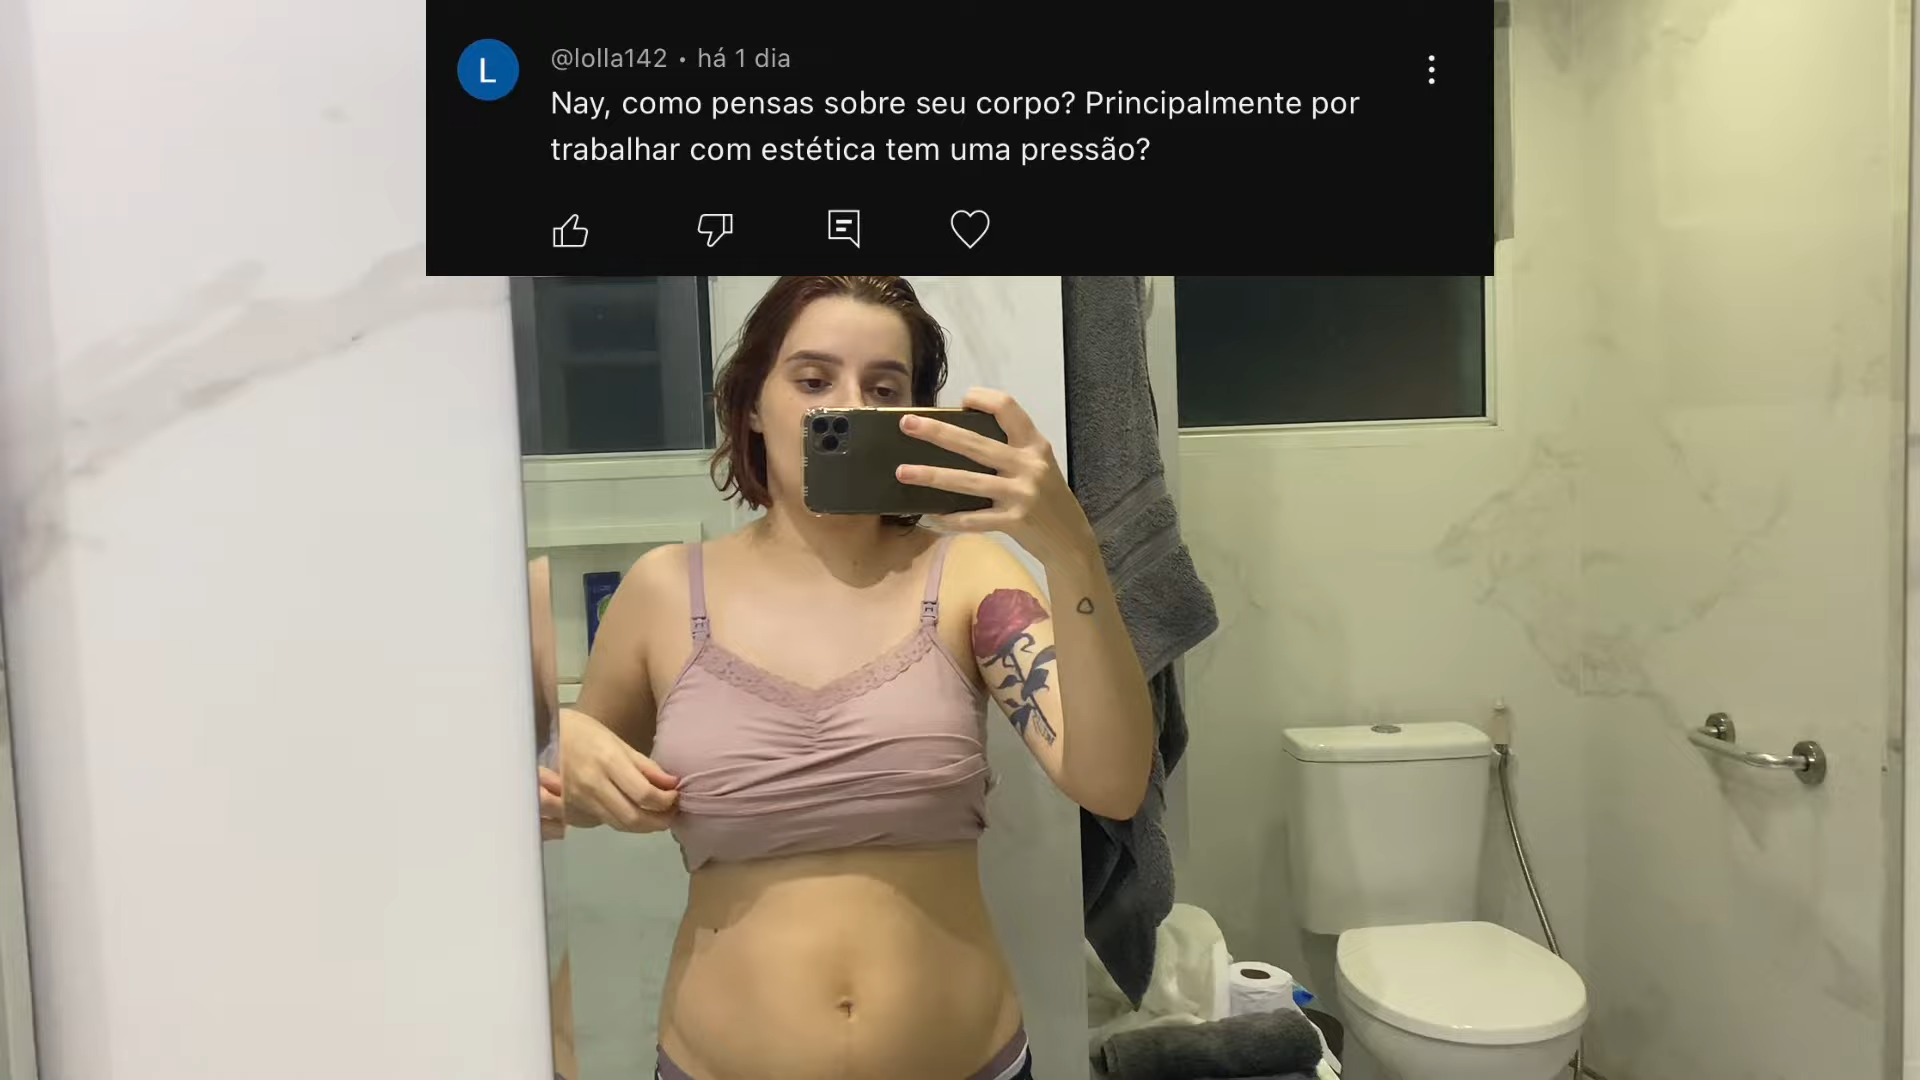 L
@lolla142 • há 1 dia
Nay, como pensas sobre seu corpo? Principalmente por
trabalhar com estética tem uma pressão?